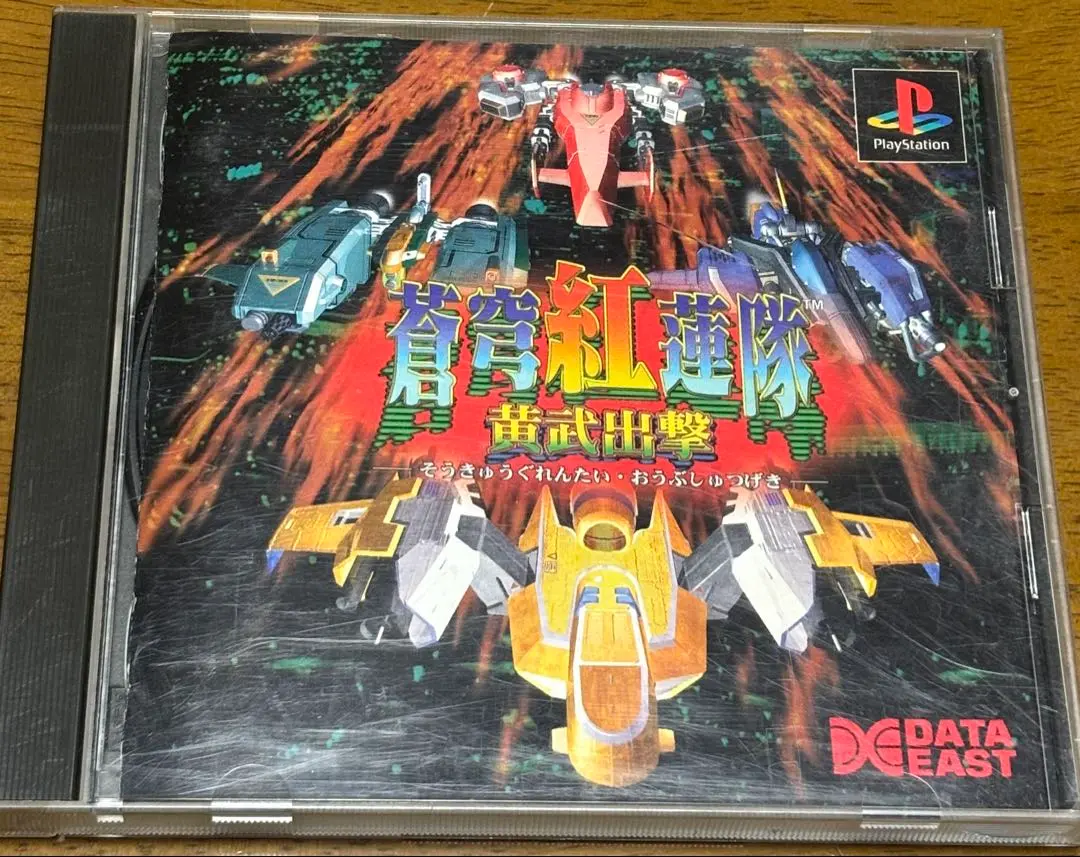 PlayStation
蒼穹紅蓮隊™
黄武出撃
そうきゅうぐれんたい・おうぶしゅつげき
DATA
EAST